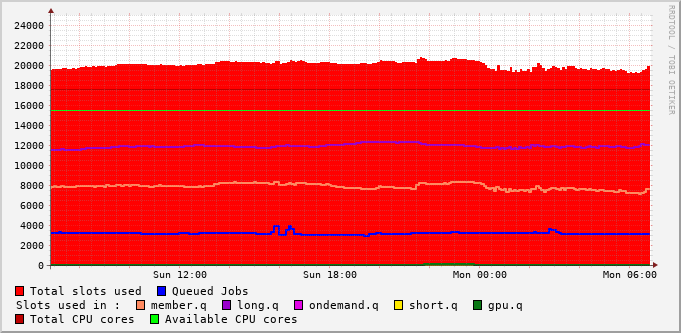 RRDTOOL / TOBI OETIKER
24000
22000
20000
18000
16000
14000
12000
10000
8000
6000
4000
2000
0
Sun 12:00 Sun 18:00 Mon 00:00 Mon 06:00
Total slots used Queued Jobs
Slots used in : member.q long.q ondemand.q short.q gpu.q
Total CPU cores Available CPU cores